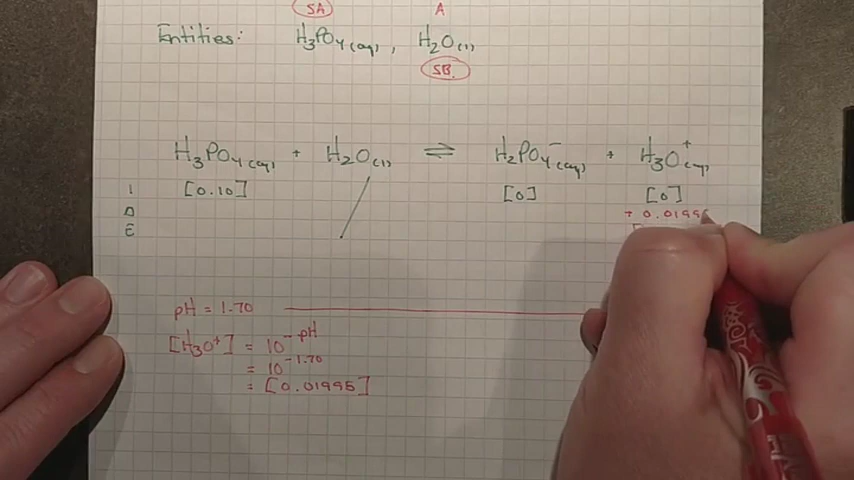 SA A
Entities: H₃PO₄(aq), H₂O(l)
SB
H₃PO₄(aq) + H₂O(l) ⇌ H₂PO₄⁻(aq) + H₃O⁺(aq)
I [0.10] [0] [0]
Δ + 0.0199
E
pH = 1.70
[H₃O⁺] = 10^-pH
= 10^-1.70
= [0.01995]